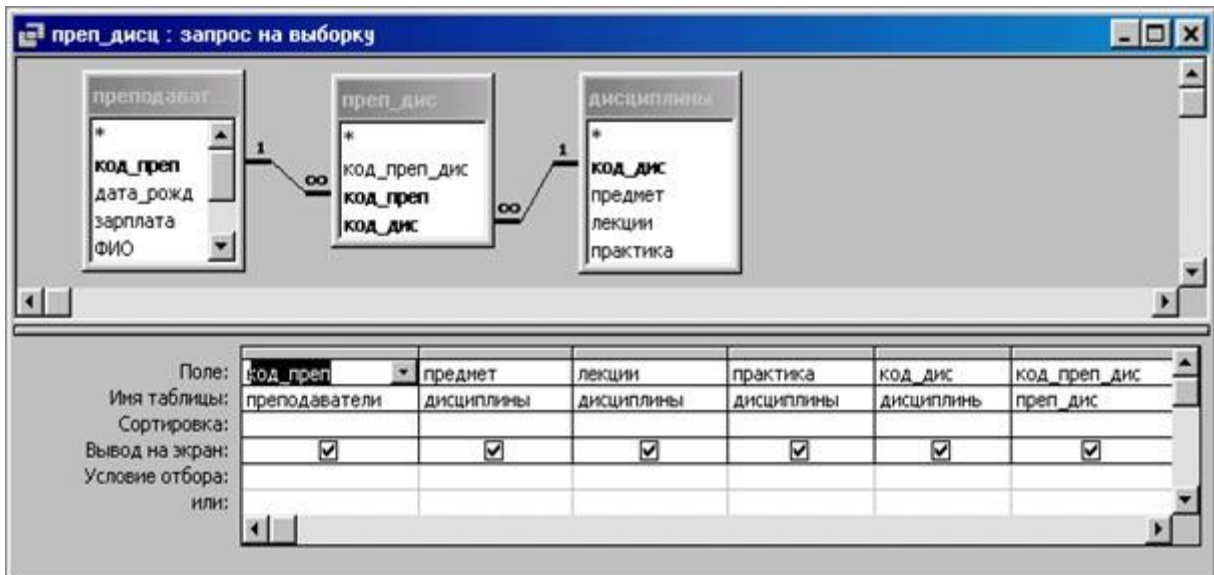 преп_дисц : запрос на выборку
преподават...
*
код_преп
дата_рожд
зарплата
ФИО
1
∞
преп_дис
*
код_преп_дис
код_преп
код_дис
∞
1
дисциплины
*
код_дис
предмет
лекции
практика
Поле: код_преп предмет лекции практика код_дис код_преп_дис
Имя таблицы: преподаватели дисциплины дисциплины дисциплины дисциплинь преп_дис
Сортировка:
Вывод на экран:
Условие отбора:
или: